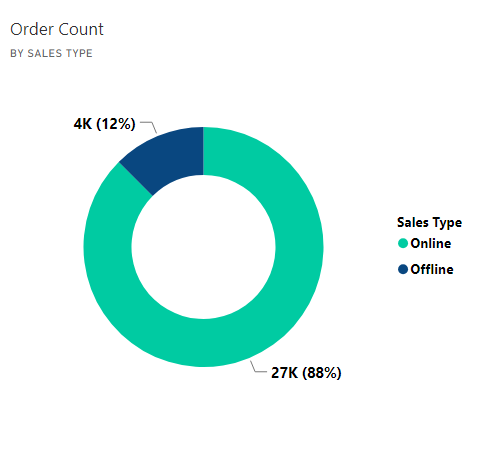 Order Count
BY SALES TYPE
4K (12%)
Sales Type
Online
Offline
27K (88%)